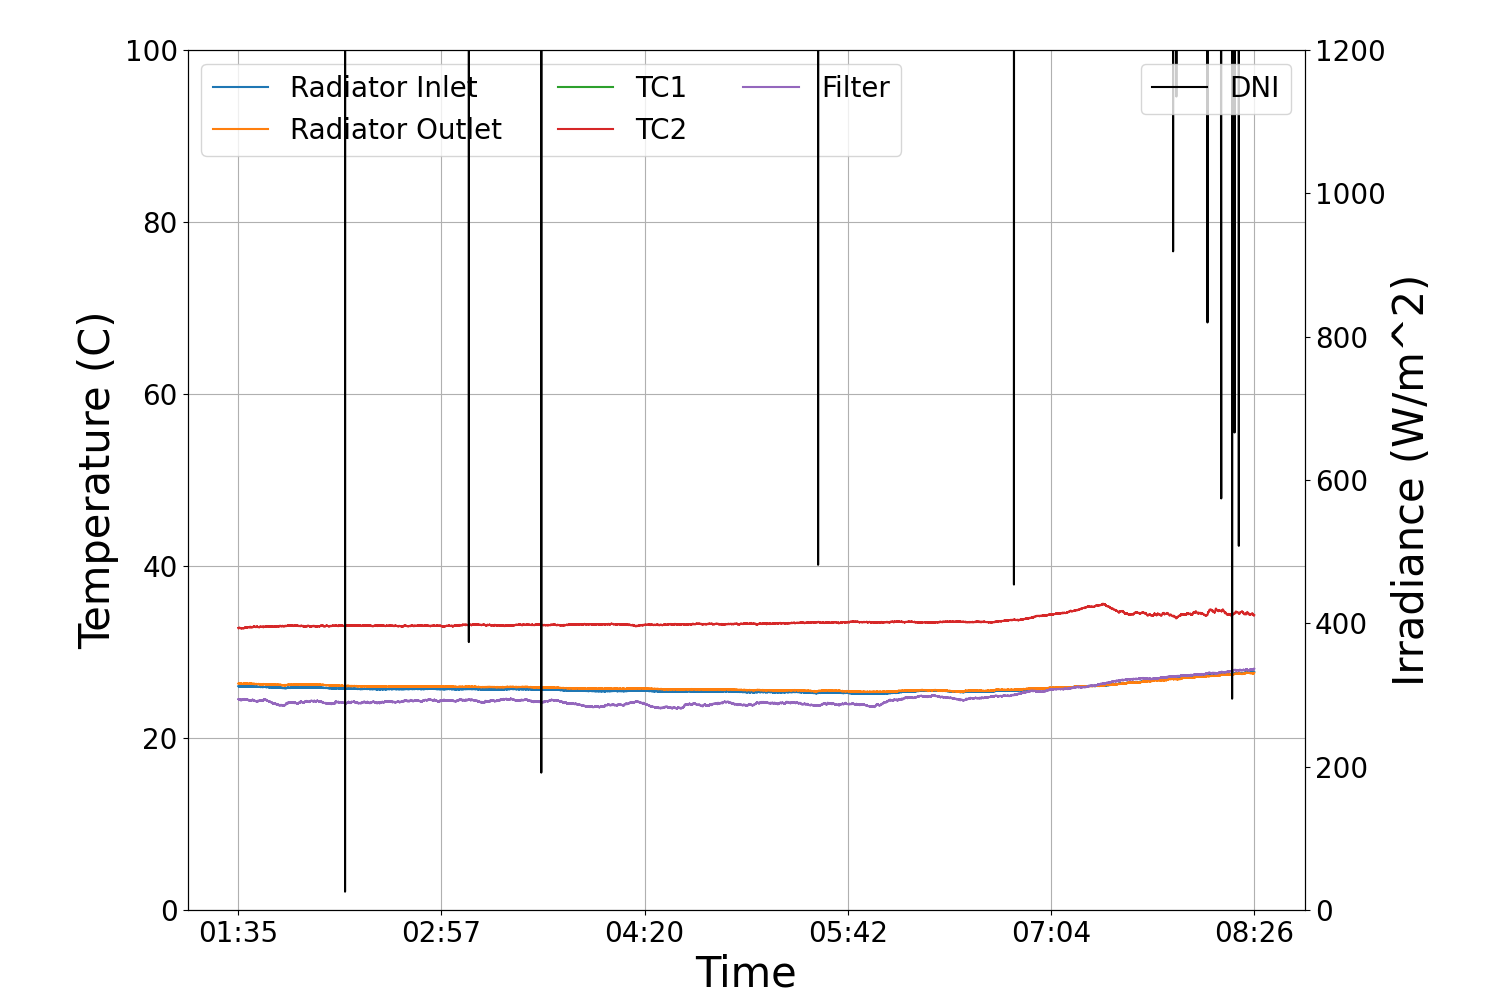 100
80
60
40
20
0
Temperature (C)
Radiator Inlet
Radiator Outlet
TC1
TC2
Filter
DNI
1200
1000
800
600
400
200
0
Irradiance (W/m^2)
01:35 02:57 04:20 05:42 07:04 08:26
Time